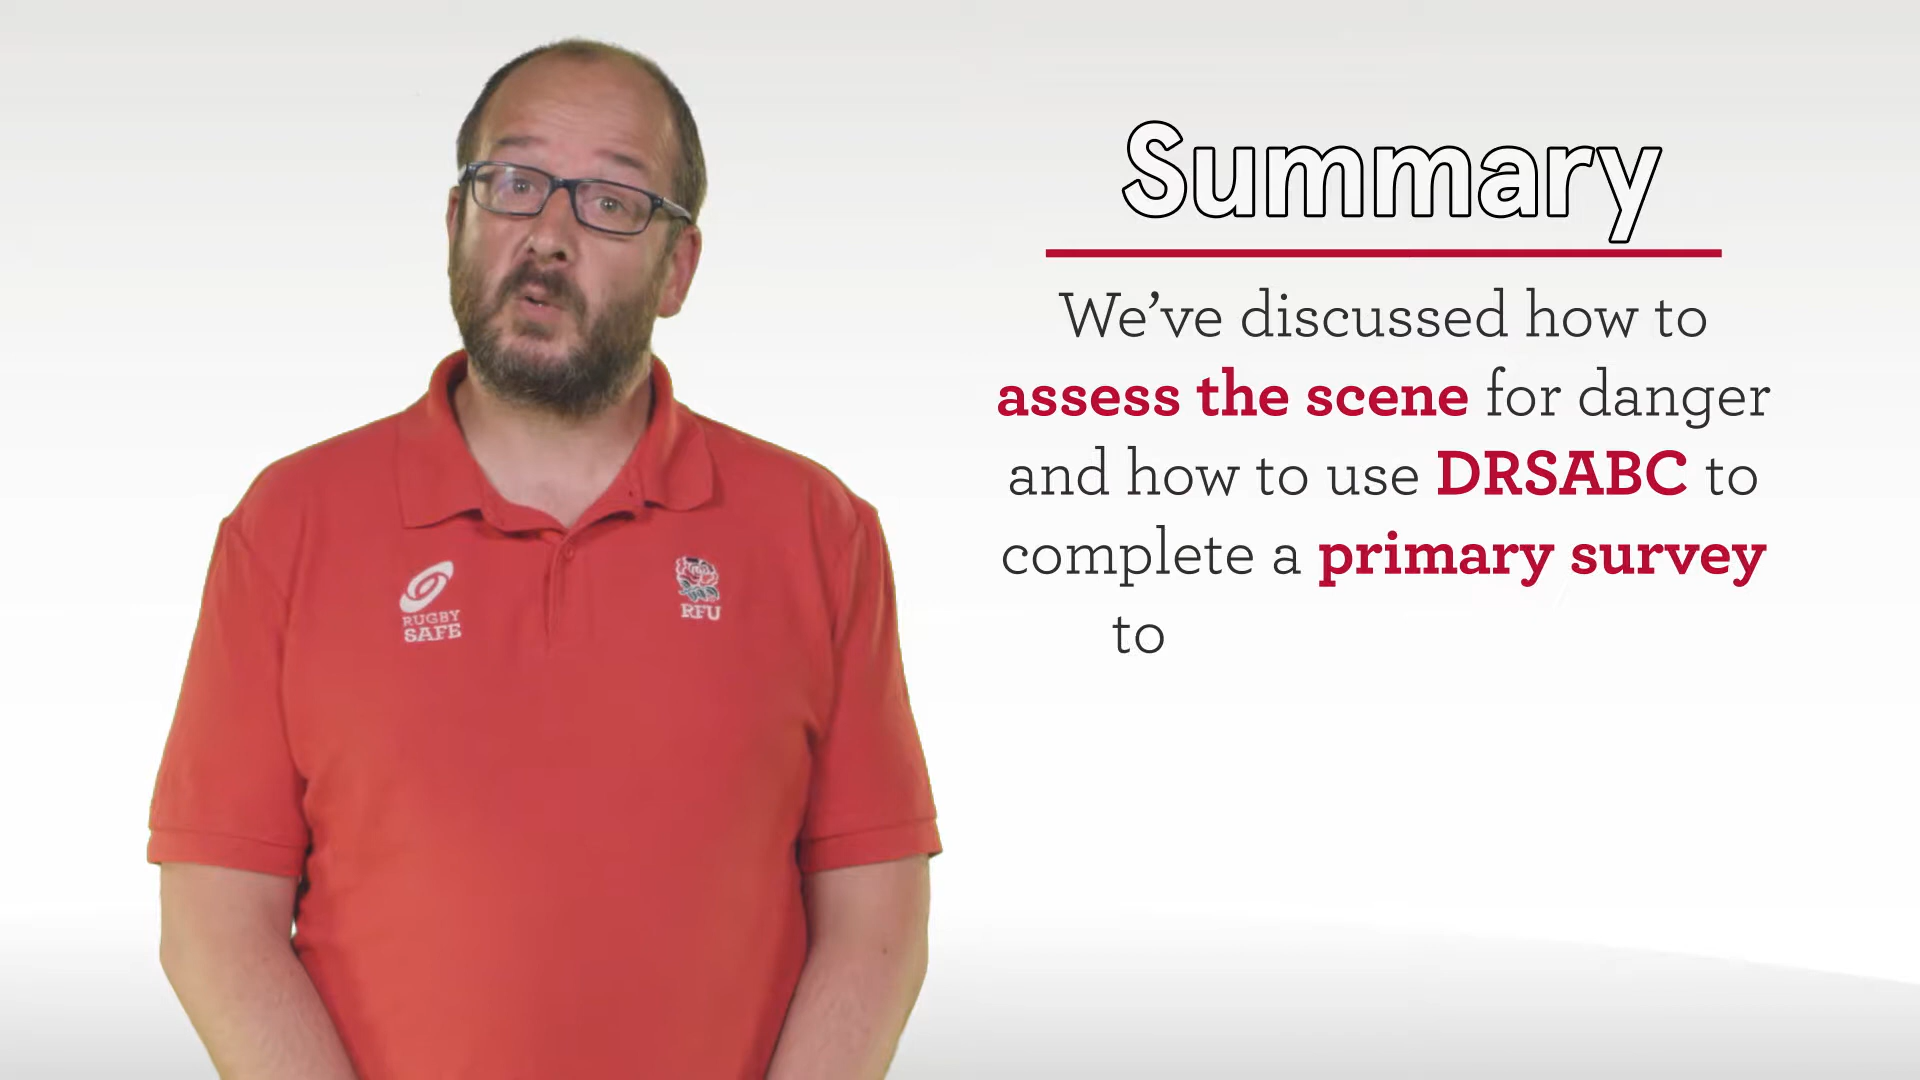 Summary
We've discussed how to
assess the scene for danger
and how to use DRSABC to
complete a primary survey
to
RUGBY
SAFE
RFU